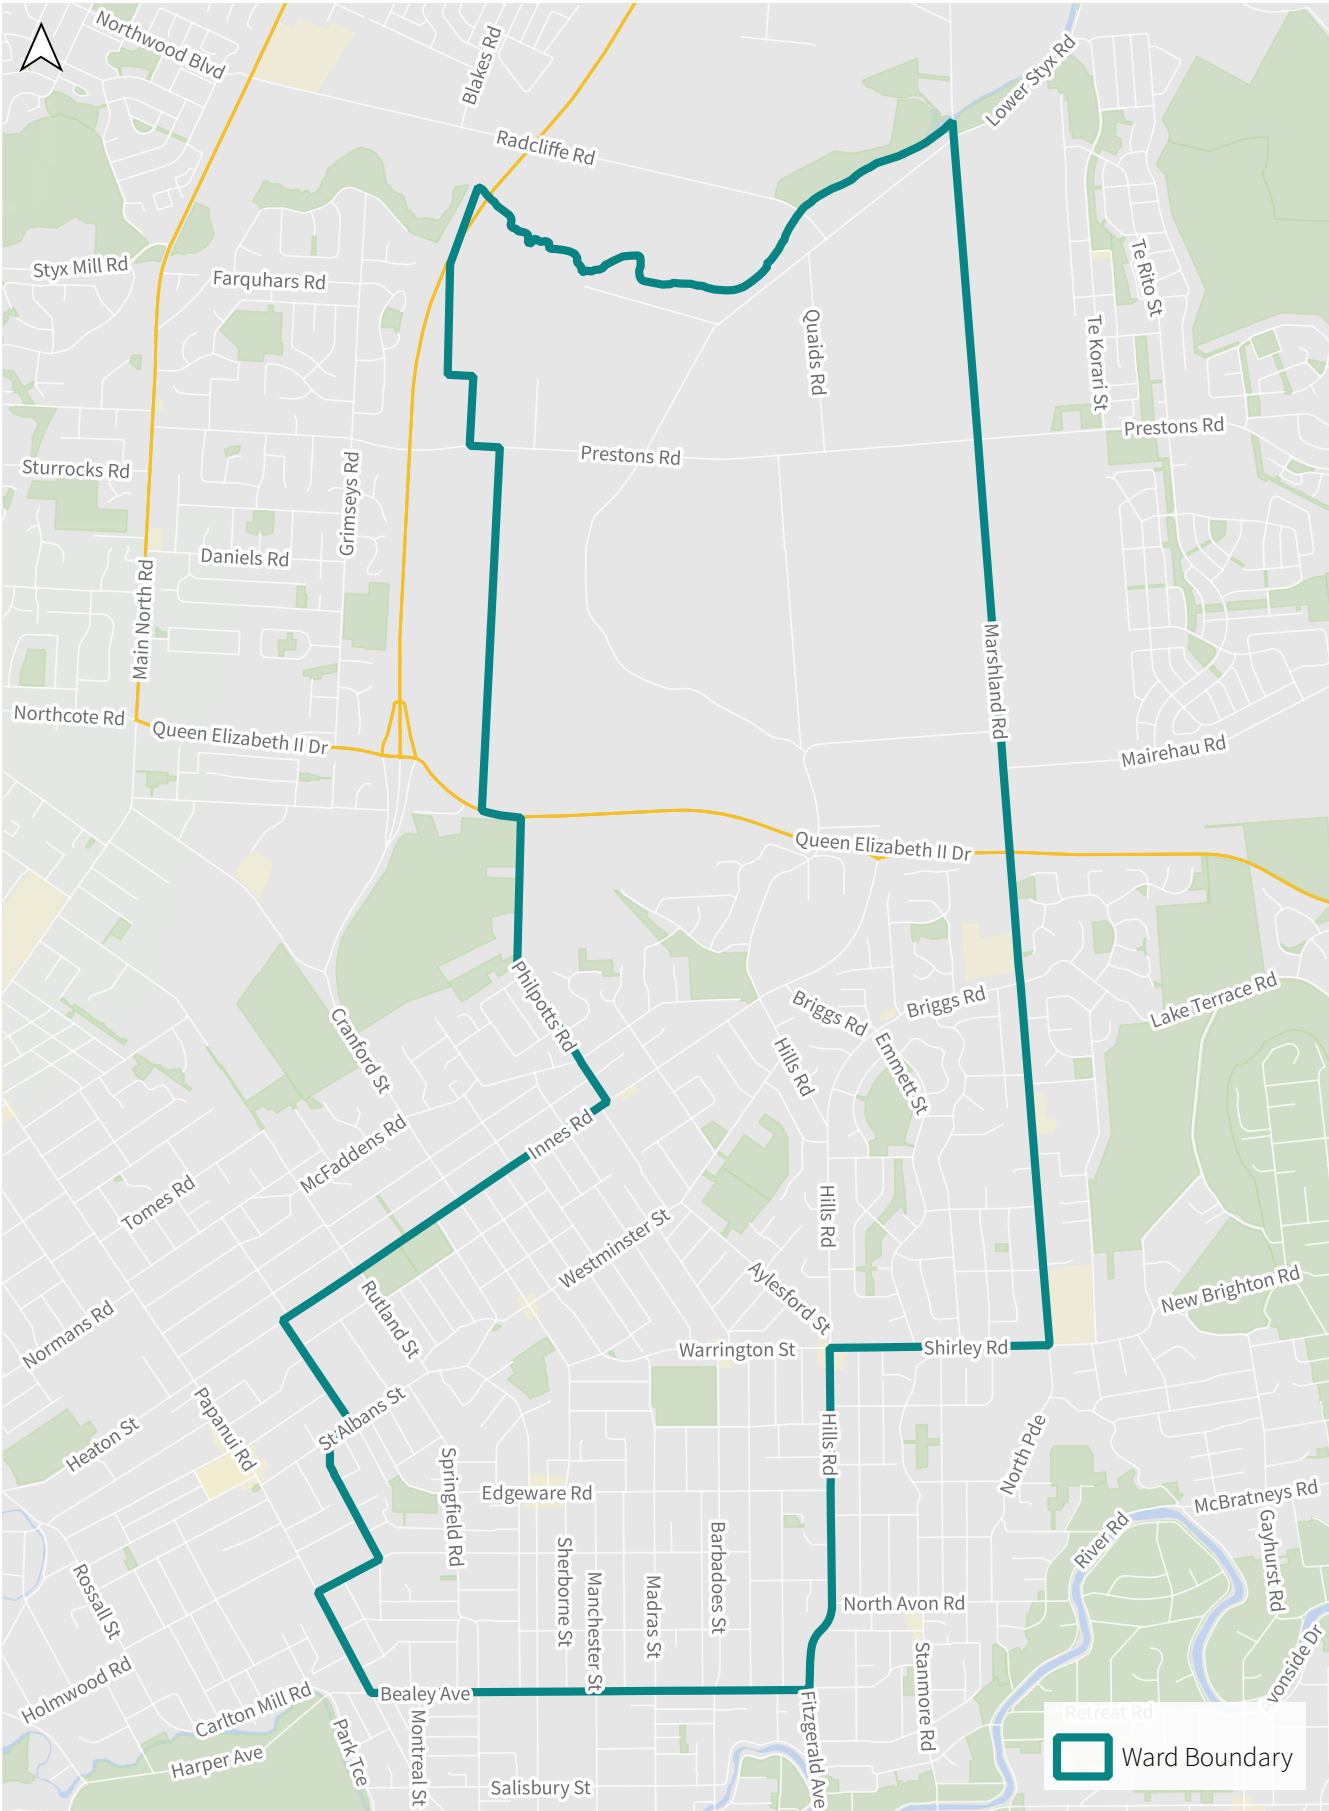 Northwood Blvd
Blakes Rd
Lower Styx Rd
Radcliffe Rd
Styx Mill Rd
Farquhars Rd
Te Rito St
Quaids Rd
Te Korari St
Prestons Rd
Prestons Rd
Sturrocks Rd
Grimseys Rd
Daniels Rd
Main North Rd
Marshland Rd
Northcote Rd
Queen Elizabeth II Dr
Mairehau Rd
Queen Elizabeth II Dr
Philpotts Rd
Lake Terrace Rd
Briggs Rd
Briggs Rd
Cranford St
Hills Rd
Emmett St
McFaddens Rd
Innes Rd
Tomes Rd
Hills Rd
Westminster St
Aylesford St
New Brighton Rd
Normans Rd
Rutland St
Warrington St
Shirley Rd
Papanui Rd
St Albans St
Heaton St
Hills Rd
North Pde
Springfield Rd
Edgeware Rd
McBratneys Rd
River Rd
Gayhurst Rd
Rossall St
Sherborne St
Manchester St
Madras St
Barbadoes St
North Avon Rd
Stanmore Rd
Avonside Dr
Holmwood Rd
Carlton Mill Rd
Bealey Ave
Fitzgerald Ave
Retreat Rd
Harper Ave
Park Tce
Montreal St
Salisbury St
Ward Boundary